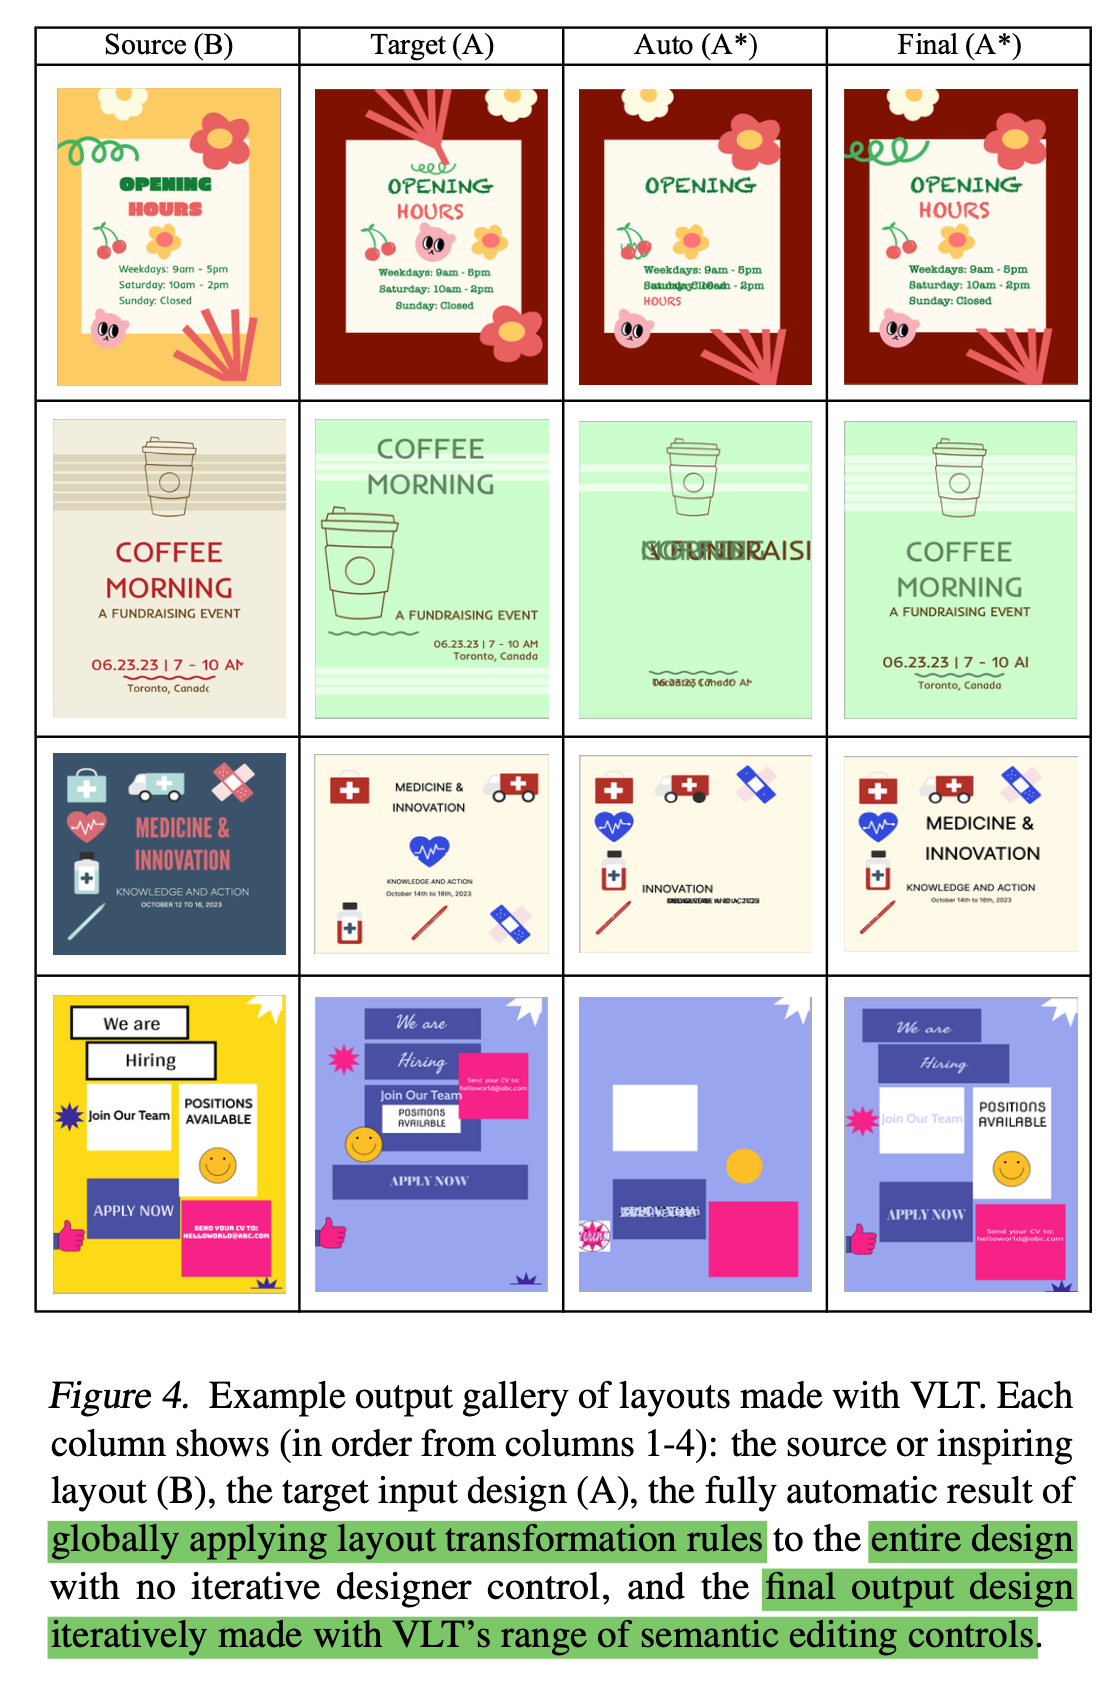 Source (B)
Target (A)
Auto (A*)
Final (A*)
OPENING
HOURS
Weekdays: 9am - 5pm
Saturday: 10am - 2pm
Sunday: Closed
OPENING
HOURS
Weekdays: 9am - 5pm
Saturday: 10am - 2pm
Sunday: Closed
OPENING
Weekdays: 9am - 5pm
HOURS
OPENING
HOURS
Weekdays: 9am - 5pm
Saturday: 10am - 2pm
Sunday: Closed
COFFEE
MORNING
A FUNDRAISING EVENT
06.23.23 | 7 - 10 AM
Toronto, Canada
COFFEE
MORNING
A FUNDRAISING EVENT
06.23.23 | 7 - 10 AM
Toronto, Canada
COFFEE
MORNING
A FUNDRAISING EVENT
06.23.23 | 7 - 10 AI
Toronto, Canada
MEDICINE &
INNOVATION
KNOWLEDGE AND ACTION
OCTOBER 12 TO 16, 2023
MEDICINE &
INNOVATION
KNOWLEDGE AND ACTION
October 14th to 16th, 2023
INNOVATION
MEDICINE &
INNOVATION
KNOWLEDGE AND ACTION
October 14th to 16th, 2023
We are
Hiring
Join Our Team
POSITIONS
AVAILABLE
APPLY NOW
SEND YOUR CV TO:
HELLOWORLD@ABC.COM
We are
Hiring
Send your CV to:
helloworld@abc.com
Join Our Team
POSITIONS
AVAILABLE
APPLY NOW
We are
Hiring
Join Our Team
POSITIONS
AVAILABLE
APPLY NOW
Send your CV to:
helloworld@abc.com
Figure 4. Example output gallery of layouts made with VLT. Each
column shows (in order from columns 1-4): the source or inspiring
layout (B), the target input design (A), the fully automatic result of
globally applying layout transformation rules to the entire design
with no iterative designer control, and the final output design
iteratively made with VLT's range of semantic editing controls.